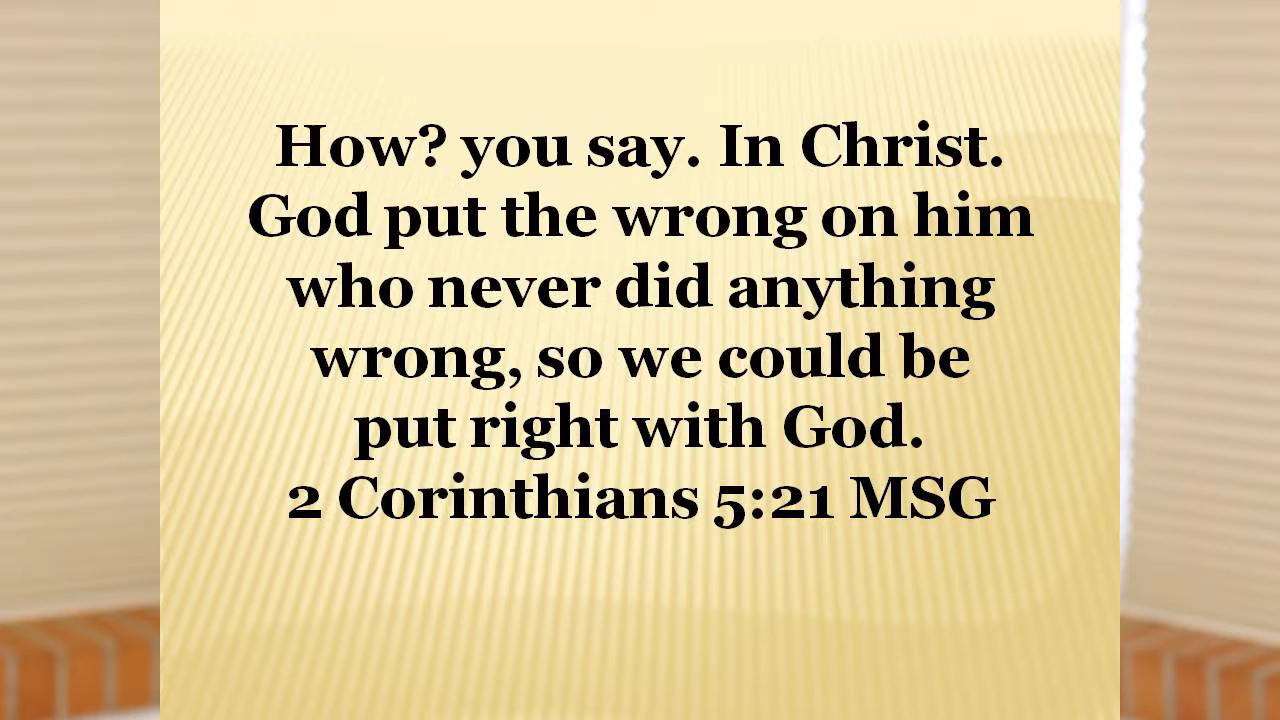 How? you say. In Christ.
God put the wrong on him
who never did anything
wrong, so we could be
put right with God.
2 Corinthians 5:21 MSG